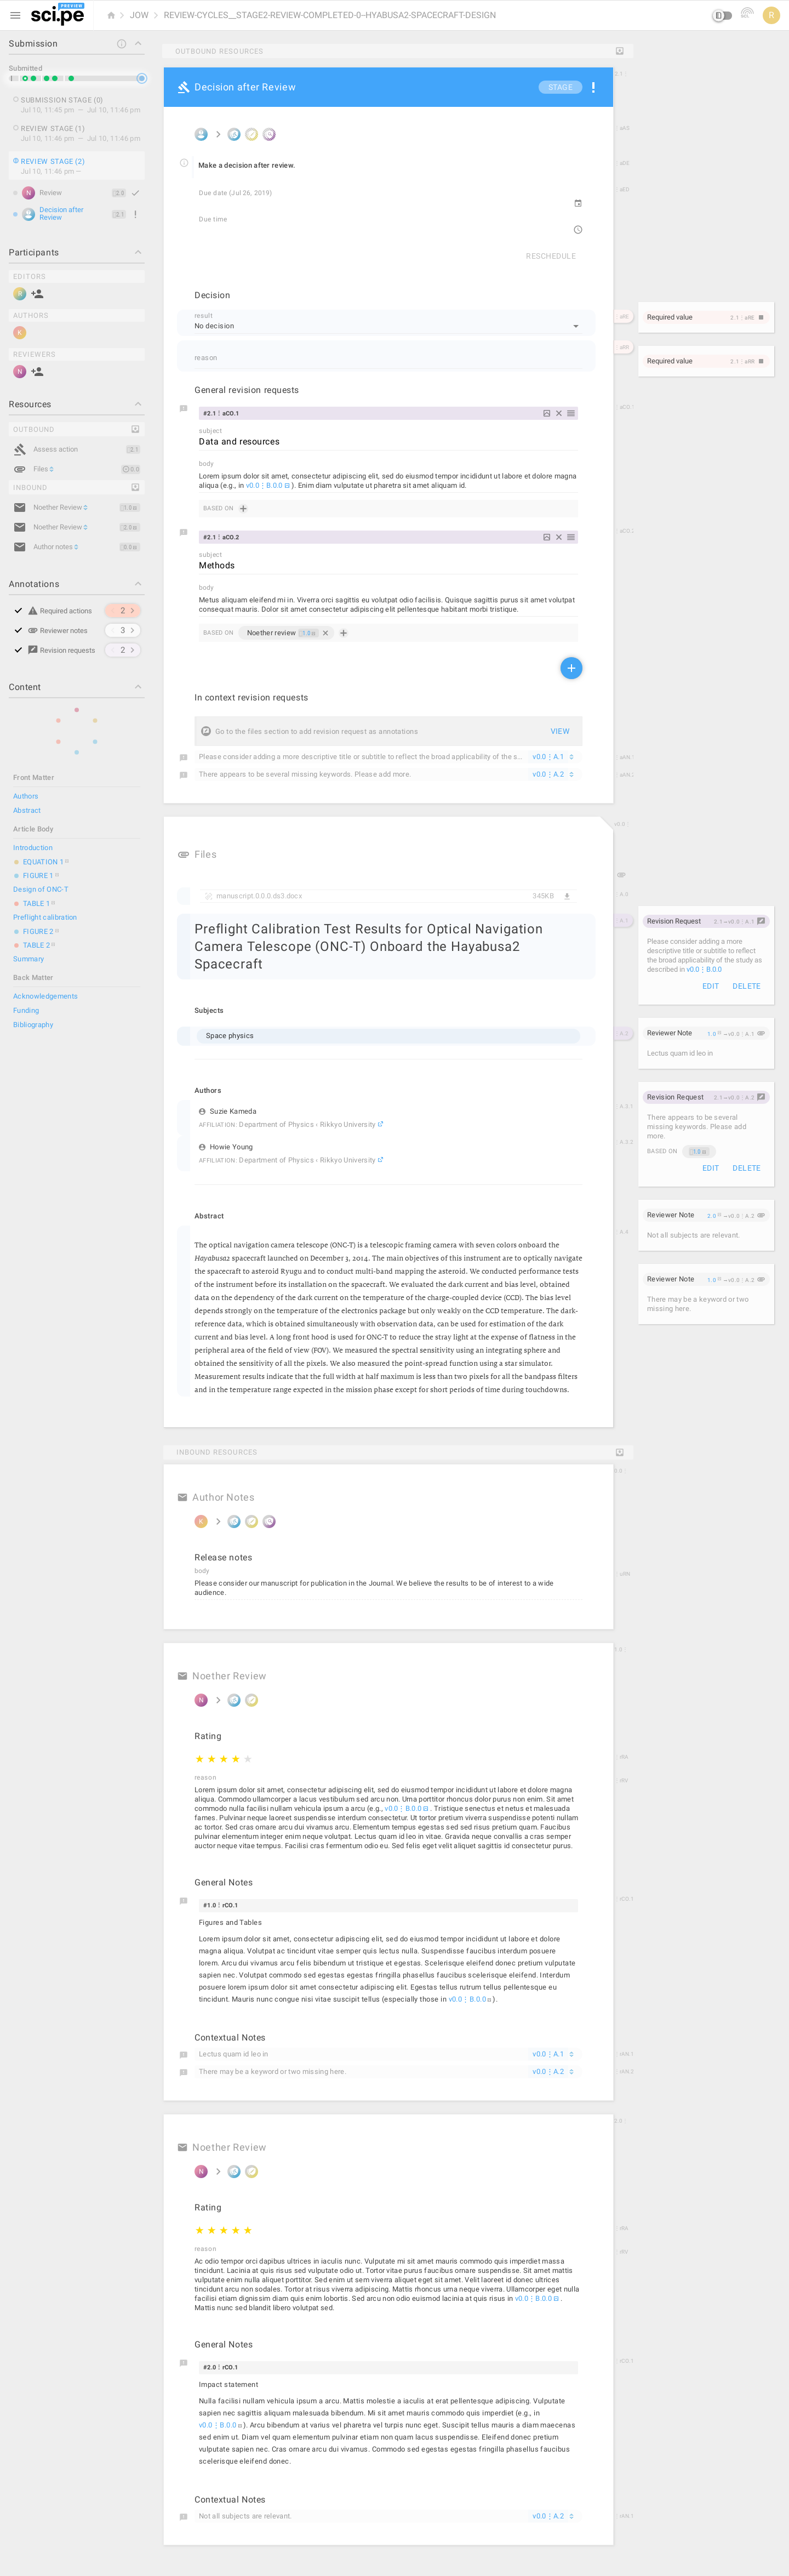 PREVIEW
sci.pe
JOW
REVIEW-CYCLES__STAGE2-REVIEW-COMPLETED-0--HYABUSA2-SPACECRAFT-DESIGN
R
Submission
Submitted
SUBMISSION STAGE (0)
Jul 10, 11:45 pm — Jul 10, 11:46 pm
REVIEW STAGE (1)
Jul 10, 11:46 pm — Jul 10, 11:46 pm
REVIEW STAGE (2)
Jul 10, 11:46 pm —
N
Review
2.0
Decision after
Review
2.1
Participants
EDITORS
R
AUTHORS
K
REVIEWERS
N
Resources
OUTBOUND
Assess action
2.1
Files
0.0
INBOUND
Noether Review
1.0
Noether Review
2.0
Author notes
0.0
Annotations
Required actions
2
Reviewer notes
3
Revision requests
2
Content
Front Matter
Authors
Abstract
Article Body
Introduction
EQUATION 1
FIGURE 1
Design of ONC-T
TABLE 1
Preflight calibration
FIGURE 2
TABLE 2
Summary
Back Matter
Acknowledgements
Funding
Bibliography
OUTBOUND RESOURCES
Decision after Review
STAGE
Make a decision after review.
Due date (Jul 26, 2019)
Due time
RESCHEDULE
Decision
result
No decision
reason
General revision requests
#2.1⋮aCO.1
subject
Data and resources
body
Lorem ipsum dolor sit amet, consectetur adipiscing elit, sed do eiusmod tempor incididunt ut labore et dolore magna
aliqua (e.g., in v0.0⋮B.0.0 ). Enim diam vulputate ut pharetra sit amet aliquam id.
BASED ON
#2.1⋮aCO.2
subject
Methods
body
Metus aliquam eleifend mi in. Viverra orci sagittis eu volutpat odio facilisis. Quisque sagittis purus sit amet volutpat
consequat mauris. Dolor sit amet consectetur adipiscing elit pellentesque habitant morbi tristique.
BASED ON
Noether review
1.0
In context revision requests
Go to the files section to add revision request as annotations
VIEW
Please consider adding a more descriptive title or subtitle to reflect the broad applicability of the s...
v0.0⋮A.1
There appears to be several missing keywords. Please add more.
v0.0⋮A.2
Required value
2.1⋮aRE
Required value
2.1⋮aRR
Files
manuscript.0.0.0.ds3.docx
345KB
Preflight Calibration Test Results for Optical Navigation
Camera Telescope (ONC-T) Onboard the Hayabusa2
Spacecraft
Subjects
Space physics
Authors
Suzie Kameda
AFFILIATION: Department of Physics › Rikkyo University
Howie Young
AFFILIATION: Department of Physics › Rikkyo University
Abstract
The optical navigation camera telescope (ONC-T) is a telescopic framing camera with seven colors onboard the
Hayabusa2 spacecraft launched on December 3, 2014. The main objectives of this instrument are to optically navigate
the spacecraft to asteroid Ryugu and to conduct multi-band mapping the asteroid. We conducted performance tests
of the instrument before its installation on the spacecraft. We evaluated the dark current and bias level, obtained
data on the dependency of the dark current on the temperature of the charge-coupled device (CCD). The bias level
depends strongly on the temperature of the electronics package but only weakly on the CCD temperature. The dark-
reference data, which is obtained simultaneously with observation data, can be used for estimation of the dark
current and bias level. A long front hood is used for ONC-T to reduce the stray light at the expense of flatness in the
peripheral area of the field of view (FOV). We measured the spectral sensitivity using an integrating sphere and
obtained the sensitivity of all the pixels. We also measured the point-spread function using a star simulator.
Measurement results indicate that the full width at half maximum is less than two pixels for all the bandpass filters
and in the temperature range expected in the mission phase except for short periods of time during touchdowns.
Revision Request
2.1→v0.0⋮A.1
Please consider adding a more
descriptive title or subtitle to reflect
the broad applicability of the study as
described in v0.0⋮B.0.0
EDIT
DELETE
Reviewer Note
1.0→v0.0⋮A.1
Lectus quam id leo in
Revision Request
2.1→v0.0⋮A.2
There appears to be several
missing keywords. Please add
more.
BASED ON
1.0
EDIT
DELETE
Reviewer Note
2.0→v0.0⋮A.2
Not all subjects are relevant.
Reviewer Note
1.0→v0.0⋮A.2
There may be a keyword or two
missing here.
INBOUND RESOURCES
Author Notes
K
Release notes
body
Please consider our manuscript for publication in the Journal. We believe the results to be of interest to a wide
audience.
Noether Review
N
Rating
reason
Lorem ipsum dolor sit amet, consectetur adipiscing elit, sed do eiusmod tempor incididunt ut labore et dolore magna
aliqua. Commodo ullamcorper a lacus vestibulum sed arcu non. Urna porttitor rhoncus dolor purus non enim. Sit amet
commodo nulla facilisi nullam vehicula ipsum a arcu (e.g., v0.0⋮B.0.0 . Tristique senectus et netus et malesuada
fames. Pulvinar neque laoreet suspendisse interdum consectetur. Ut tortor pretium viverra suspendisse potenti nullam
ac tortor. Sed cras ornare arcu dui vivamus arcu. Elementum tempus egestas sed sed risus pretium quam. Faucibus
pulvinar elementum integer enim neque volutpat. Lectus quam id leo in vitae. Gravida neque convallis a cras semper
auctor neque vitae tempus. Facilisi cras fermentum odio eu. Sed felis eget velit aliquet sagittis id consectetur purus.
General Notes
#1.0⋮rCO.1
Figures and Tables
Lorem ipsum dolor sit amet, consectetur adipiscing elit, sed do eiusmod tempor incididunt ut labore et dolore
magna aliqua. Volutpat ac tincidunt vitae semper quis lectus nulla. Suspendisse faucibus interdum posuere
lorem. Arcu dui vivamus arcu felis bibendum ut tristique et egestas. Scelerisque eleifend donec pretium vulputate
sapien nec. Volutpat commodo sed egestas egestas fringilla phasellus faucibus scelerisque eleifend. Interdum
posuere lorem ipsum dolor sit amet consectetur adipiscing elit. Egestas tellus rutrum tellus pellentesque eu
tincidunt. Mauris nunc congue nisi vitae suscipit tellus (especially those in v0.0⋮B.0.0 ).
Contextual Notes
Lectus quam id leo in
v0.0⋮A.1
There may be a keyword or two missing here.
v0.0⋮A.2
Noether Review
N
Rating
reason
Ac odio tempor orci dapibus ultrices in iaculis nunc. Vulputate mi sit amet mauris commodo quis imperdiet massa
tincidunt. Lacinia at quis risus sed vulputate odio ut. Tortor vitae purus faucibus ornare suspendisse. Sit amet mattis
vulputate enim nulla aliquet porttitor. Sed enim ut sem viverra aliquet eget sit amet. Velit laoreet id donec ultrices
tincidunt arcu non sodales. Tortor at risus viverra adipiscing. Mattis rhoncus urna neque viverra. Ullamcorper eget nulla
facilisi etiam dignissim diam quis enim lobortis. Sed arcu non odio euismod lacinia at quis risus in v0.0⋮B.0.0 .
Mattis nunc sed blandit libero volutpat sed.
General Notes
#2.0⋮rCO.1
Impact statement
Nulla facilisi nullam vehicula ipsum a arcu. Mattis molestie a iaculis at erat pellentesque adipiscing. Vulputate
sapien nec sagittis aliquam malesuada bibendum. Mi sit amet mauris commodo quis imperdiet (e.g., in
v0.0⋮B.0.0 ). Arcu bibendum at varius vel pharetra vel turpis nunc eget. Suscipit tellus mauris a diam maecenas
sed enim ut. Diam vel quam elementum pulvinar etiam non quam lacus suspendisse. Eleifend donec pretium
vulputate sapien nec. Cras ornare arcu dui vivamus. Commodo sed egestas egestas fringilla phasellus faucibus
scelerisque eleifend donec.
Contextual Notes
Not all subjects are relevant.
v0.0⋮A.2